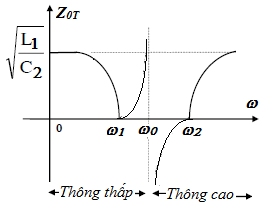 Z0T
√L1/C2
ω
0 ω1 ω0 ω2
Thông thấp Thông cao